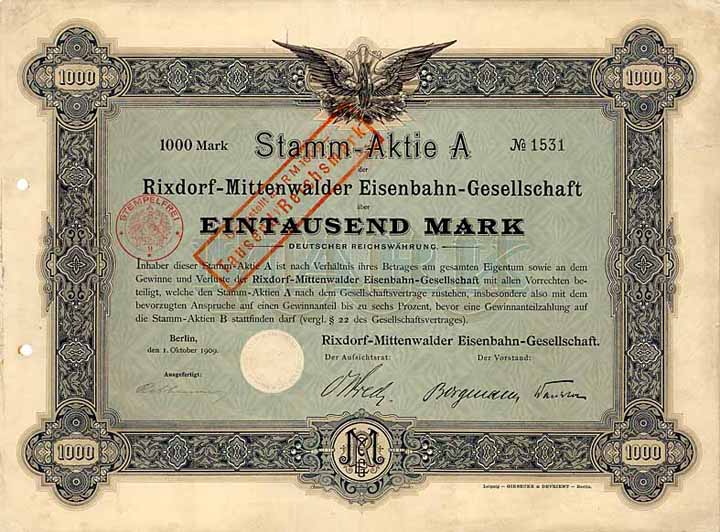 1000
1000
1000 Mark Stamm-Aktie A № 1531
der
Rixdorf-Mittenwalder Eisenbahn-Gesellschaft
über
EINTAUSEND MARK
DEUTSCHER REICHSWÄHRUNG.
STEMPELFREI
Tausend Reichsmark
Inhaber dieser Stamm-Aktie A ist nach Verhältnis ihres Betrages am gesamten Eigentum sowie an dem
Gewinne und Verluste der Rixdorf-Mittenwalder Eisenbahn-Gesellschaft mit allen Vorrechten be-
teiligt, welche den Stamm-Aktien A nach dem Gesellschaftsvertrage zustehen, insbesondere also mit dem
bevorzugten Anspruche auf einen Gewinnanteil bis zu sechs Prozent, bevor eine Gewinnanteilzahlung auf
die Stamm-Aktien B stattfinden darf (vergl. § 22 des Gesellschaftsvertrages).
Berlin,
den 1. Oktober 1909.
Rixdorf-Mittenwalder Eisenbahn-Gesellschaft.
Der Aufsichtsrat: Der Vorstand:
Ausgefertigt:
Bergmann
1000
1000
Leipzig — GIESECKE & DEVRIENT — Berlin.